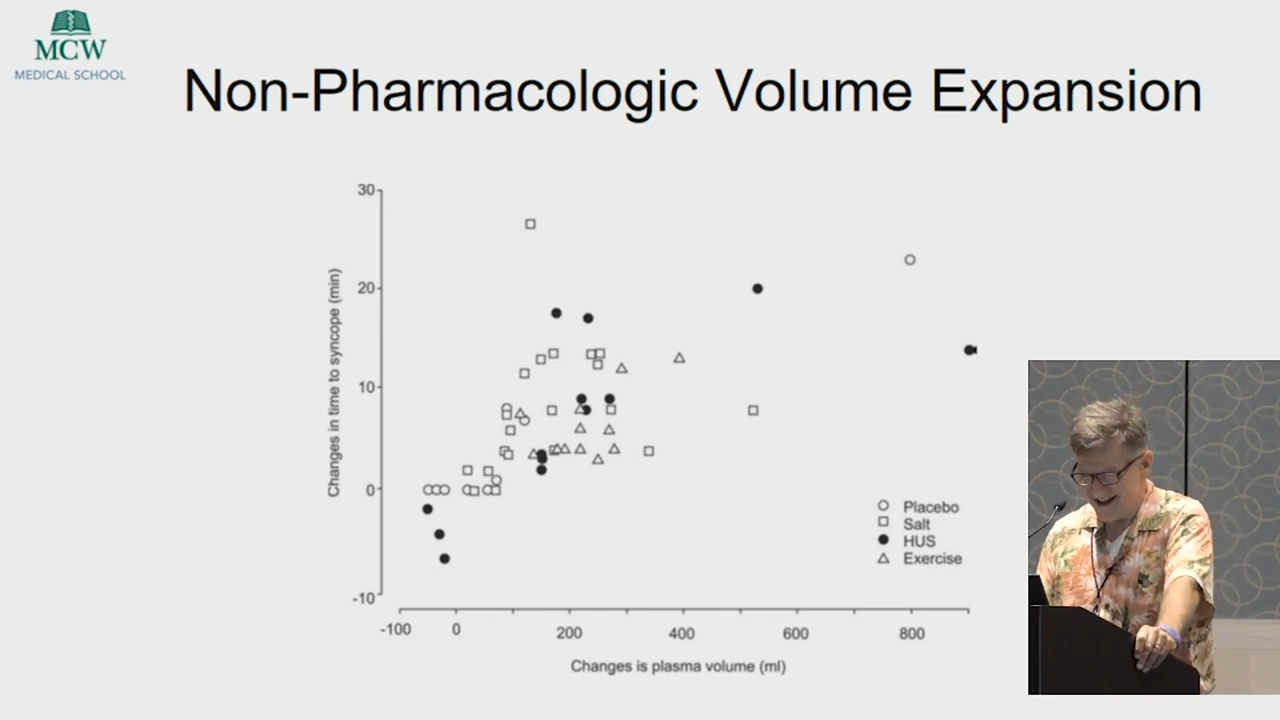 MCW
MEDICAL SCHOOL
Non-Pharmacologic Volume Expansion
Changes in time to syncope (min)
30
20
10
0
-10
Placebo
Salt
HUS
Exercise
-100 0 200 400 600 800
Changes is plasma volume (ml)